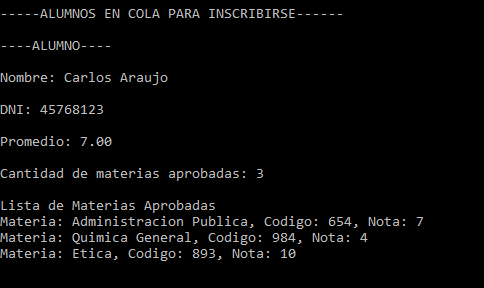 -----ALUMNOS EN COLA PARA INSCRIBIRSE------
----ALUMNO----
Nombre: Carlos Araujo
DNI: 45768123
Promedio: 7.00
Cantidad de materias aprobadas: 3
Lista de Materias Aprobadas
Materia: Administracion Publica, Codigo: 654, Nota: 7
Materia: Quimica General, Codigo: 984, Nota: 4
Materia: Etica, Codigo: 893, Nota: 10